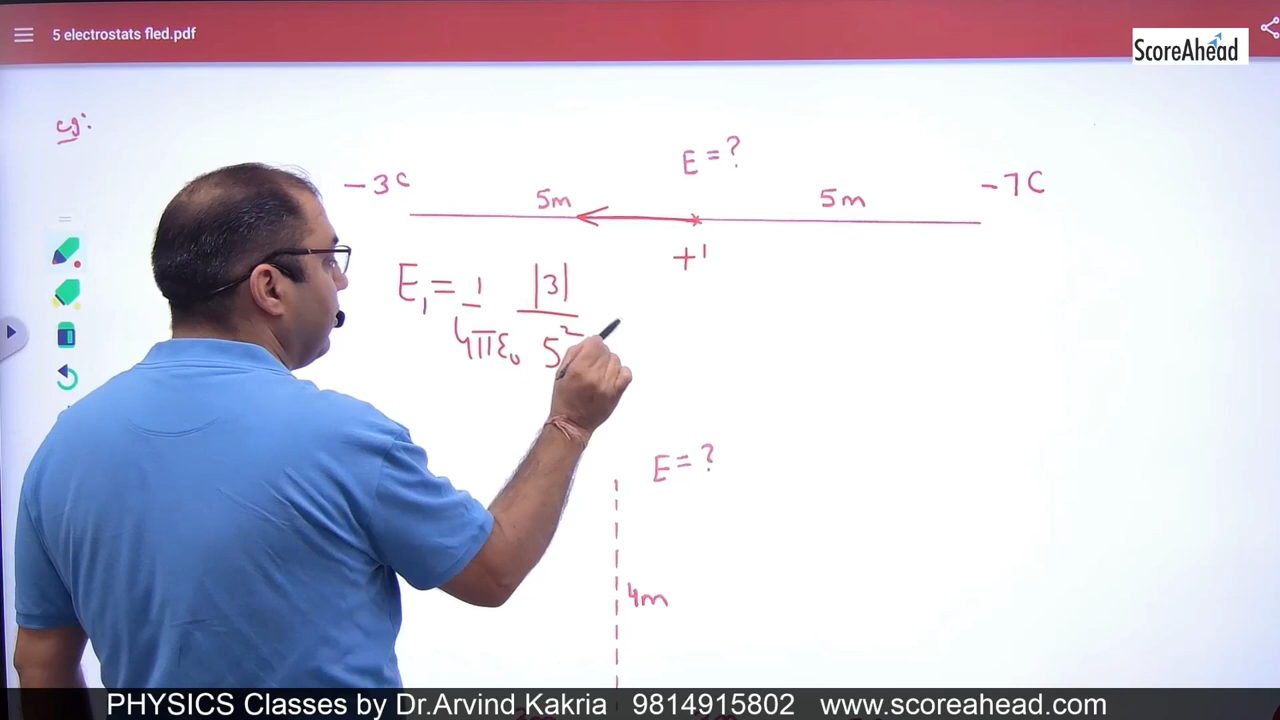 5 electrostats fled.pdf
ScoreAhead
eg:
E = ?
- 3C
5m
5m
- 7C
+1
E₁ = 1/4πε₀ |3|/5²
E = ?
4m
PHYSICS Classes by Dr.Arvind Kakria 9814915802 www.scoreahead.com